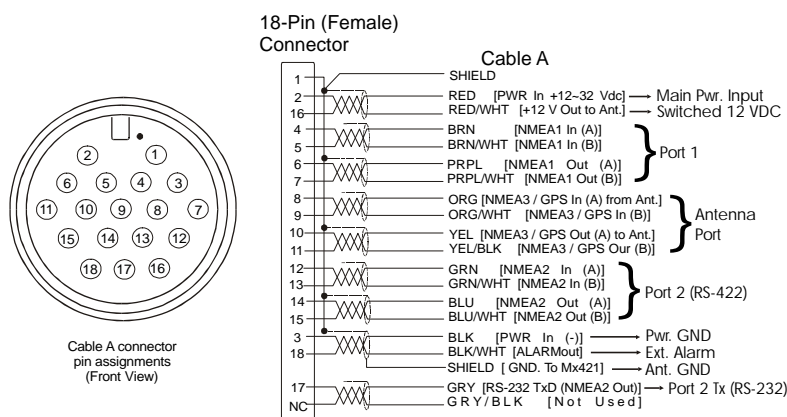 18-Pin (Female)
Connector
Cable A
1 SHIELD
2 RED [PWR In +12~32 Vdc] Main Pwr. Input
16 RED/WHT [+12 V Out to Ant.] Switched 12 VDC
4 BRN [NMEA1 In (A)]
5 BRN/WHT [NMEA1 In (B)]
Port 1
6 PRPL [NMEA1 Out (A)]
7 PRPL/WHT [NMEA1 Out (B)]
8 ORG [NMEA3 / GPS In (A) from Ant.]
9 ORG/WHT [NMEA3 / GPS In (B)]
Antenna
Port
10 YEL [NMEA3 / GPS Out (A) to Ant.]
11 YEL/BLK [NMEA3 / GPS Our (B)]
12 GRN [NMEA2 In (A)]
13 GRN/WHT [NMEA2 In (B)]
Port 2 (RS-422)
14 BLU [NMEA2 Out (A)]
15 BLU/WHT [NMEA2 Out (B)]
3 BLK [PWR In (-)] Pwr. GND
18 BLK/WHT [ALARMout] Ext. Alarm
SHIELD [ GND. To Mx421] Ant. GND
17 GRY [RS-232 TxD (NMEA2 Out)] Port 2 Tx (RS-232)
NC GRY/BLK [Not Used]
2 1
6 5 4 3
11 10 9 8 7
15 14 13 12
18 17 16
Cable A connector
pin assignments
(Front View)